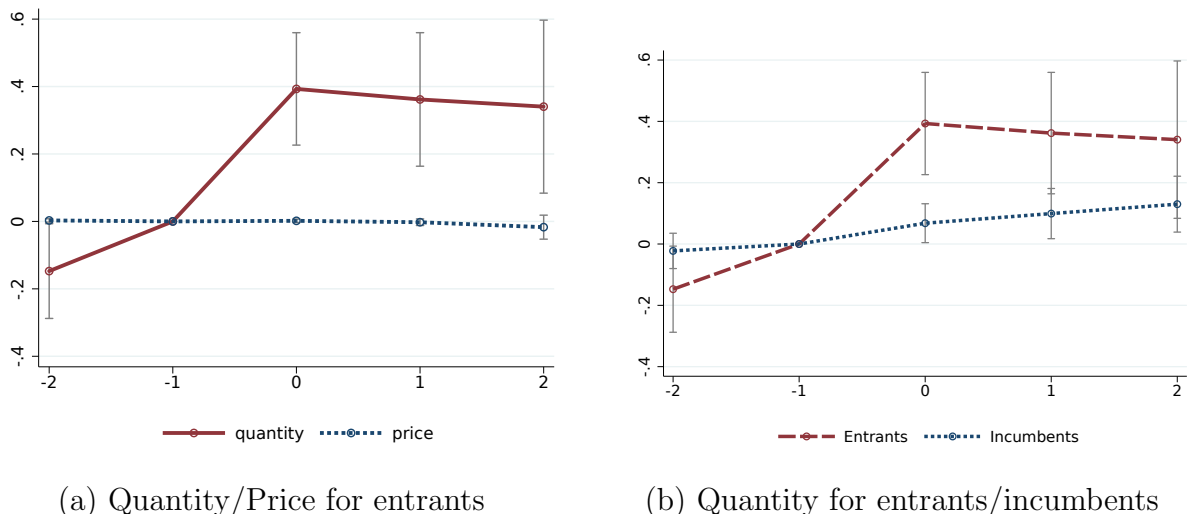 .6
.4
.2
0
-.2
-.4
-2 -1 0 1 2
quantity price
(a) Quantity/Price for entrants
.6
.4
.2
0
-.2
-.4
-2 -1 0 1 2
Entrants Incumbents
(b) Quantity for entrants/incumbents